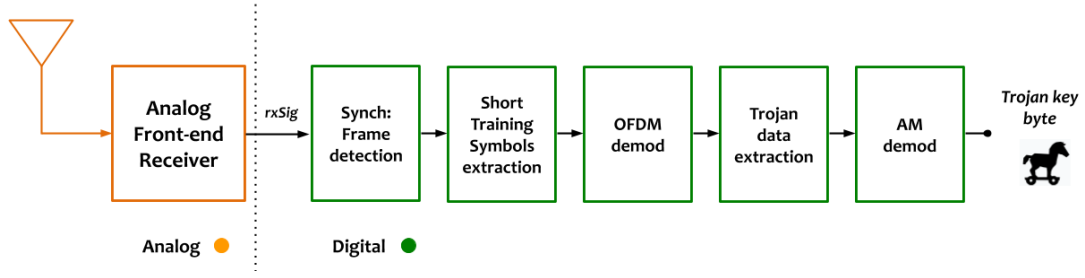 Analog
Front-end
Receiver
rxSig
Synch:
Frame
detection
Short
Training
Symbols
extraction
OFDM
demod
Trojan
data
extraction
AM
demod
Trojan key
byte
Analog
Digital